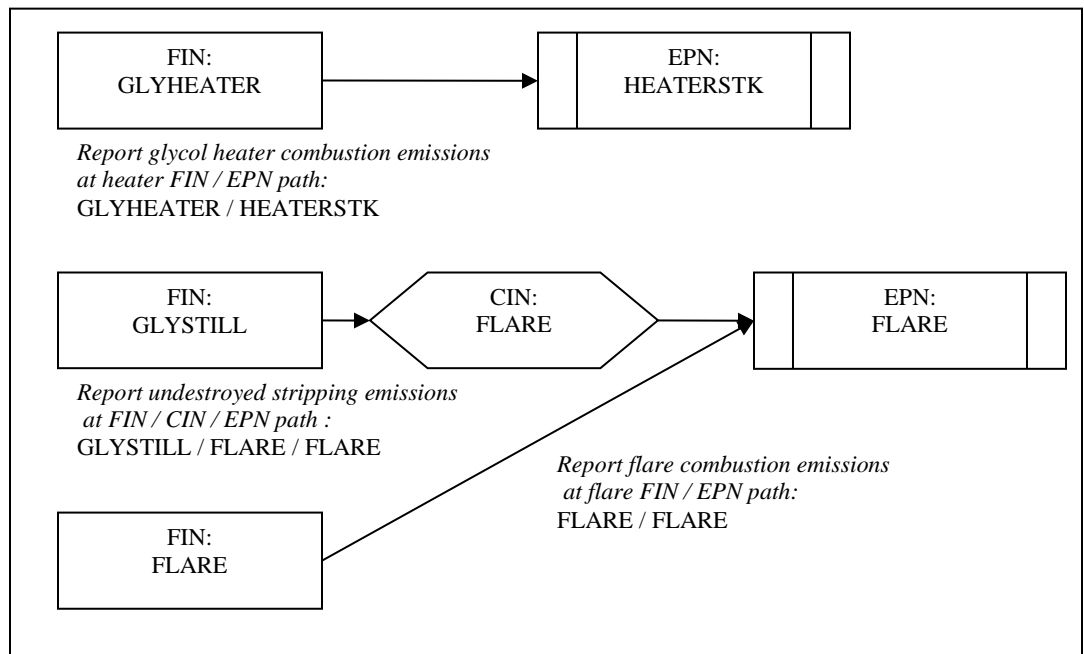 FIN:
GLYHEATER
EPN:
HEATERSTK
Report glycol heater combustion emissions
at heater FIN / EPN path:
GLYHEATER / HEATERSTK
FIN:
GLYSTILL
CIN:
FLARE
EPN:
FLARE
Report undestroyed stripping emissions
at FIN / CIN / EPN path :
GLYSTILL / FLARE / FLARE
Report flare combustion emissions
at flare FIN / EPN path:
FLARE / FLARE
FIN:
FLARE